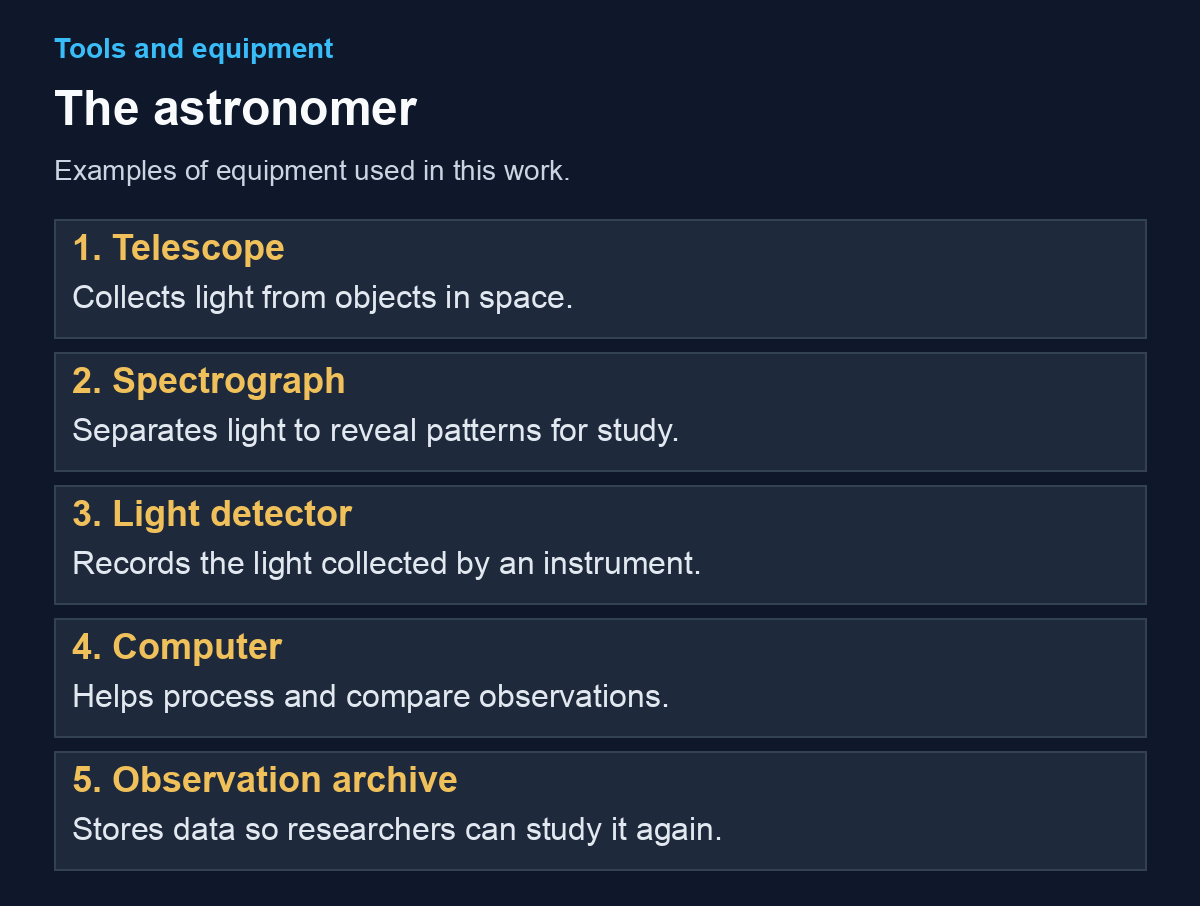 Tools and equipment
The astronomer
Examples of equipment used in this work.
1. Telescope
Collects light from objects in space.
2. Spectrograph
Separates light to reveal patterns for study.
3. Light detector
Records the light collected by an instrument.
4. Computer
Helps process and compare observations.
5. Observation archive
Stores data so researchers can study it again.